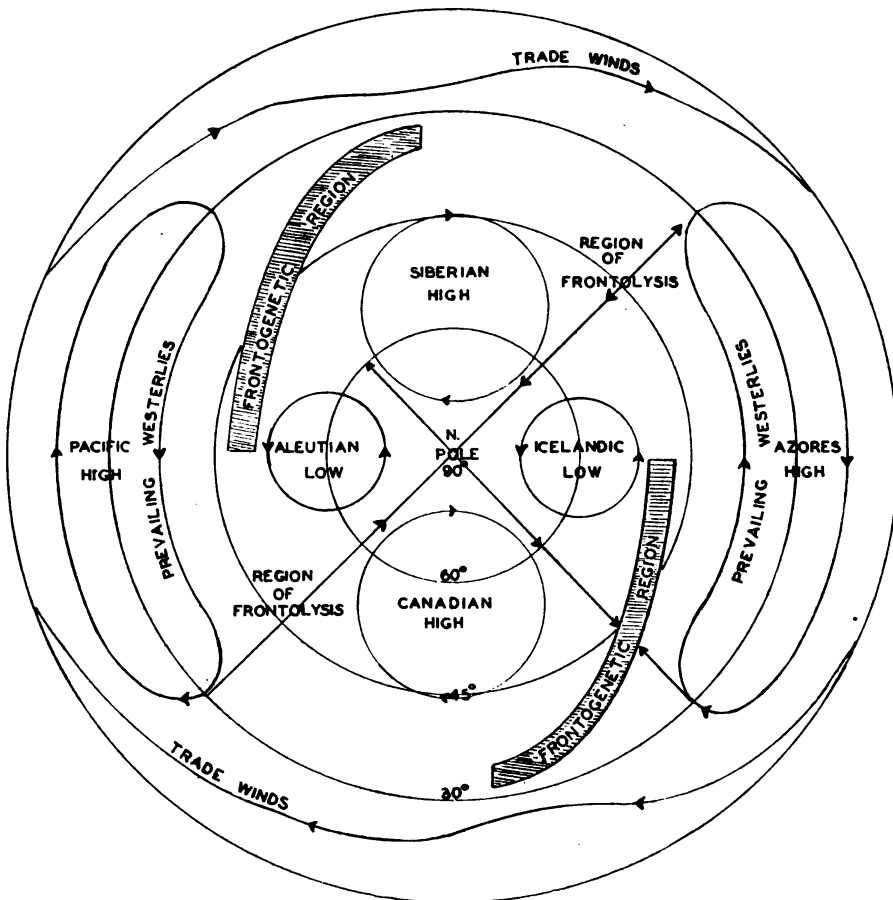 TRADE WINDS
FRONTOGENETIC REGION
REGION
OF
FRONTOLYSIS
SIBERIAN
HIGH
PREVAILING WESTERLIES
PREVAILING WESTERLIES
PACIFIC
HIGH
ALEUTIAN
LOW
N.
POLE
90°
ICELANDIC
LOW
AZORES
HIGH
REGION
OF
FRONTOLYSIS
60°
CANADIAN
HIGH
FRONTOGENETIC REGION
45°
30°
TRADE WINDS